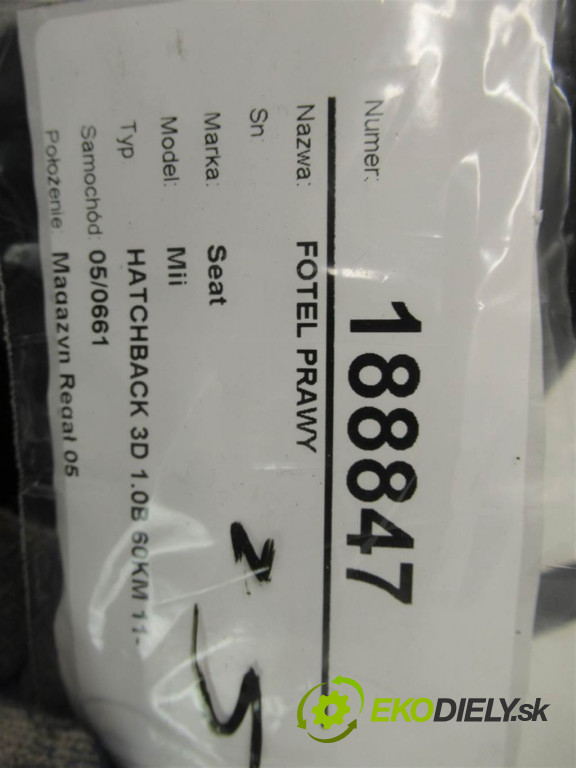 Numer: 188847
Nazwa: FOTEL PRAWY
Sn:
Marka: Seat
Model: Mii
Typ HATCHBACK 3D 1.0B 60KM 11-
Samochód: 05/0661
Położenie: Magazyn Regał 05
EKODIELY.sk